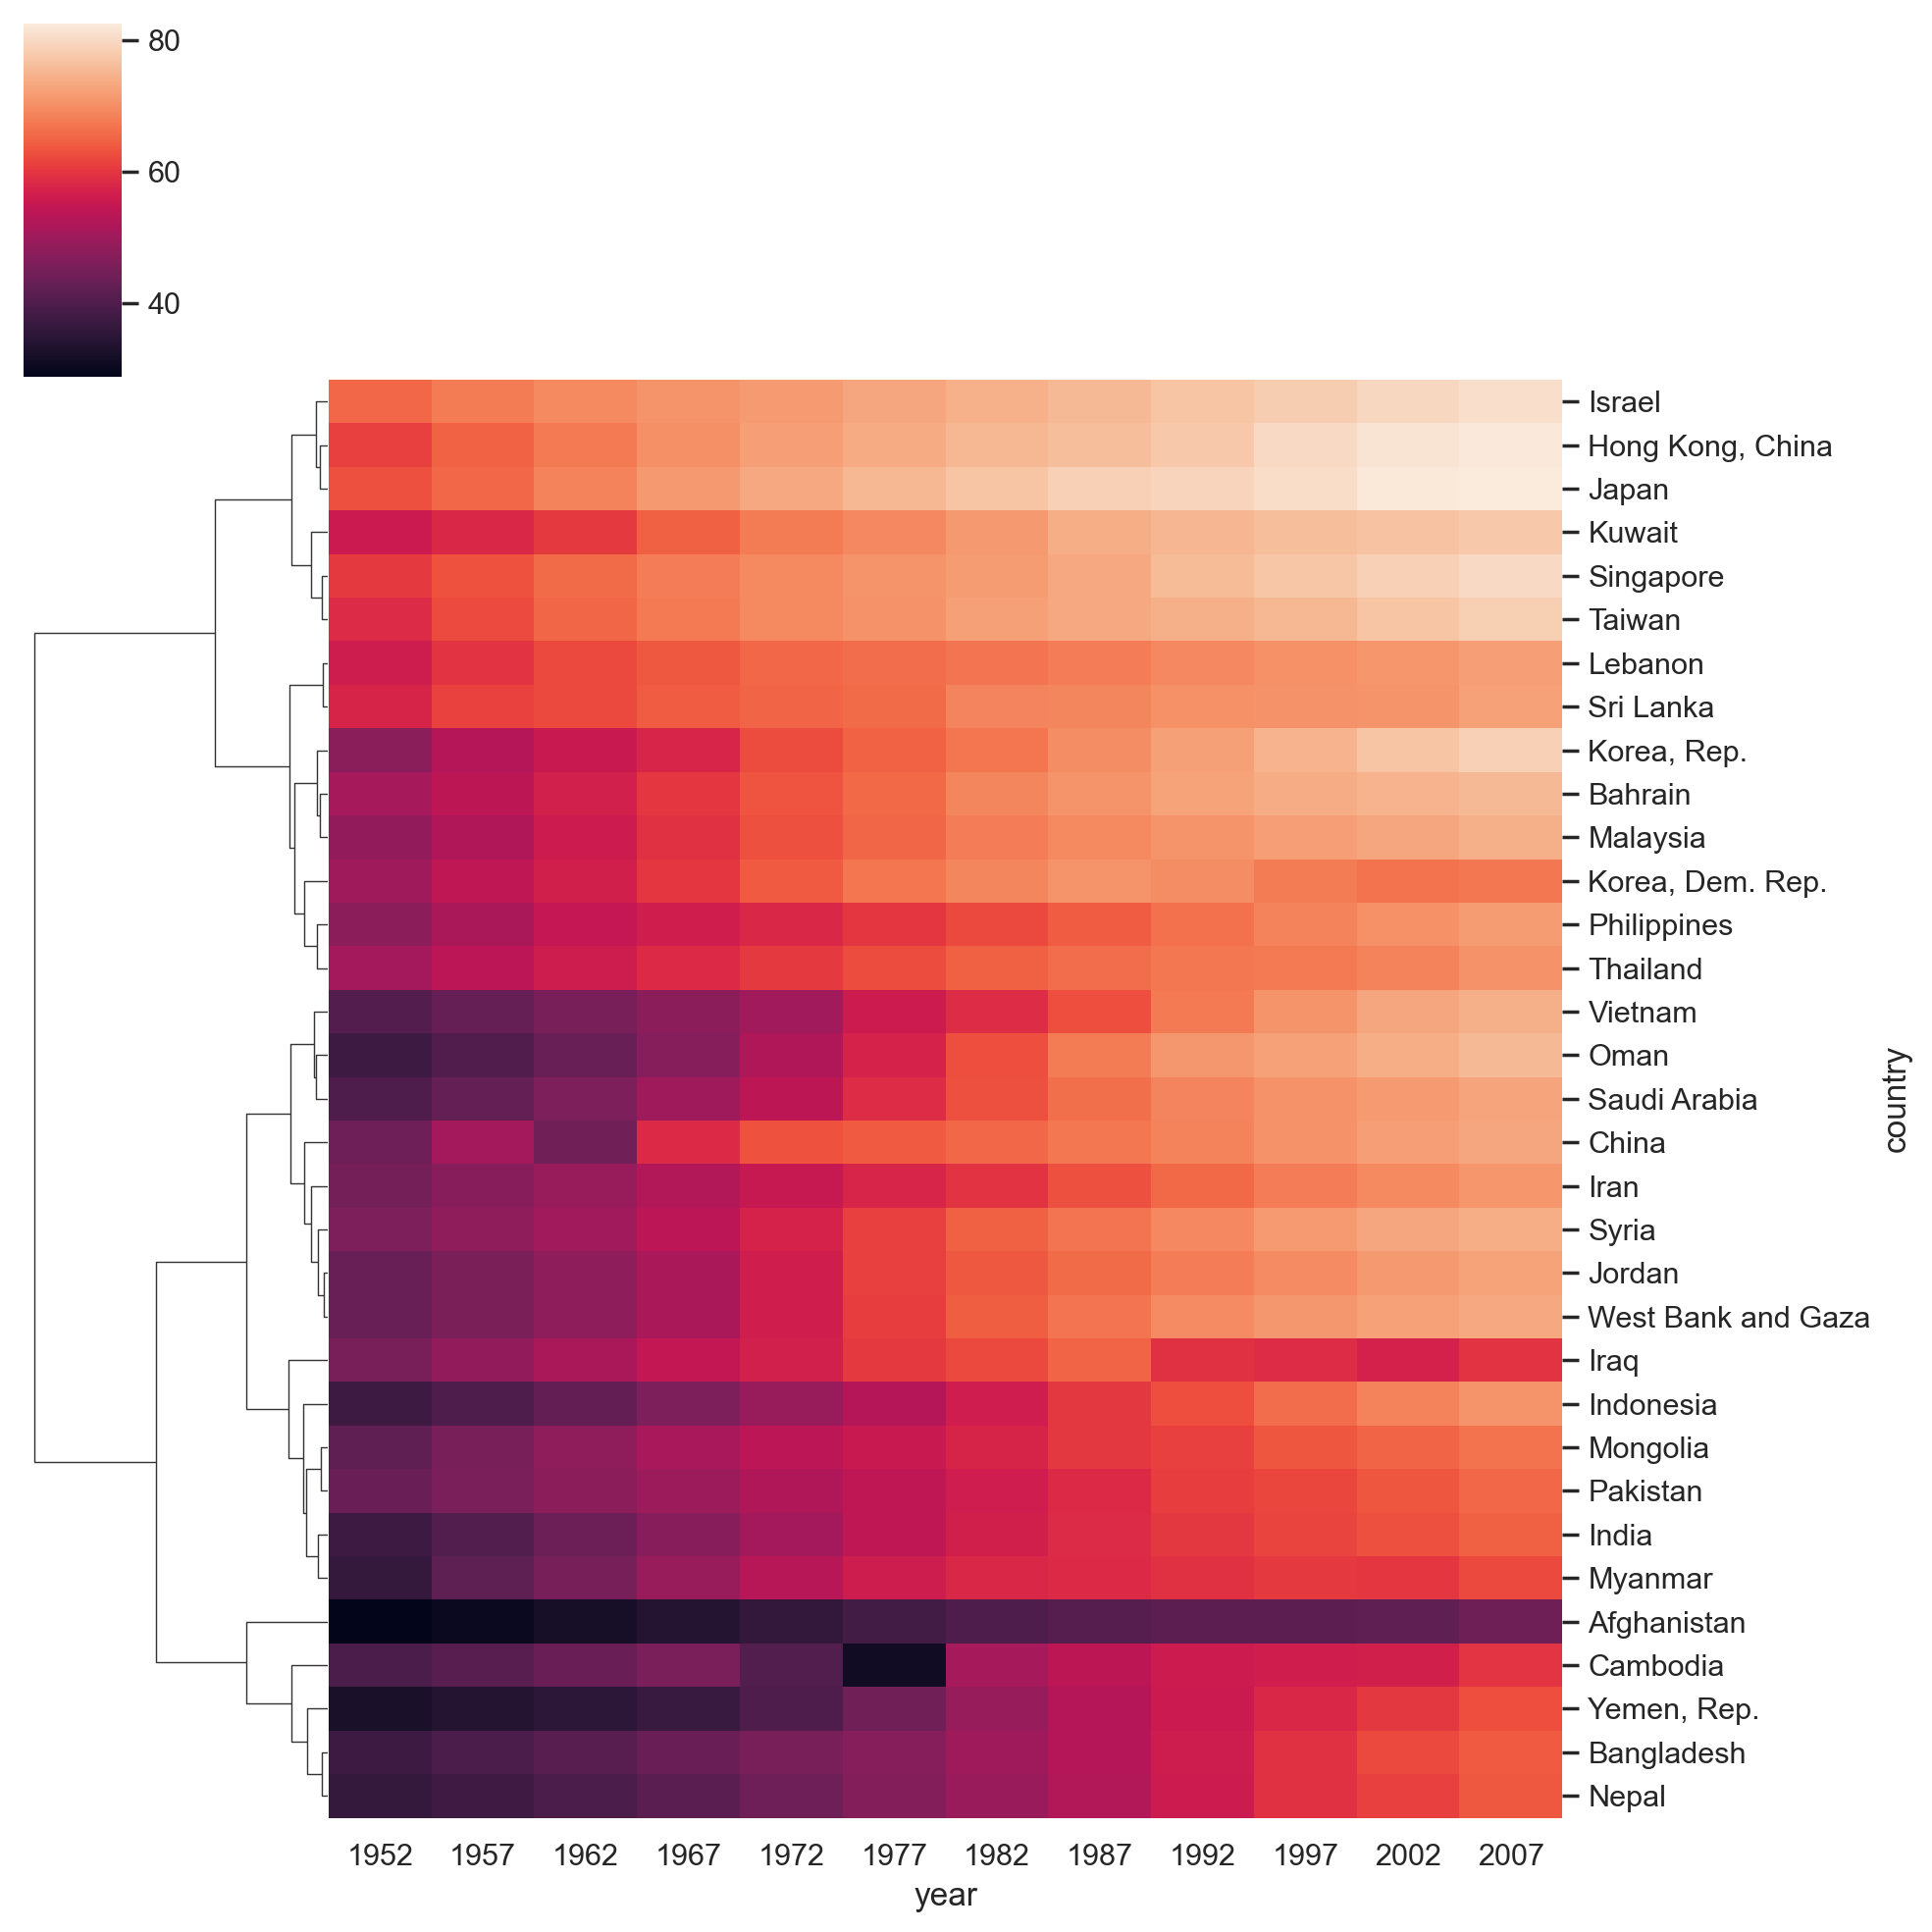 80
60
40
Israel
Hong Kong, China
Japan
Kuwait
Singapore
Taiwan
Lebanon
Sri Lanka
Korea, Rep.
Bahrain
Malaysia
Korea, Dem. Rep.
Philippines
Thailand
Vietnam
Oman
Saudi Arabia
China
Iran
Syria
Jordan
West Bank and Gaza
Iraq
Indonesia
Mongolia
Pakistan
India
Myanmar
Afghanistan
Cambodia
Yemen, Rep.
Bangladesh
Nepal
country
1952 1957 1962 1967 1972 1977 1982 1987 1992 1997 2002 2007
year